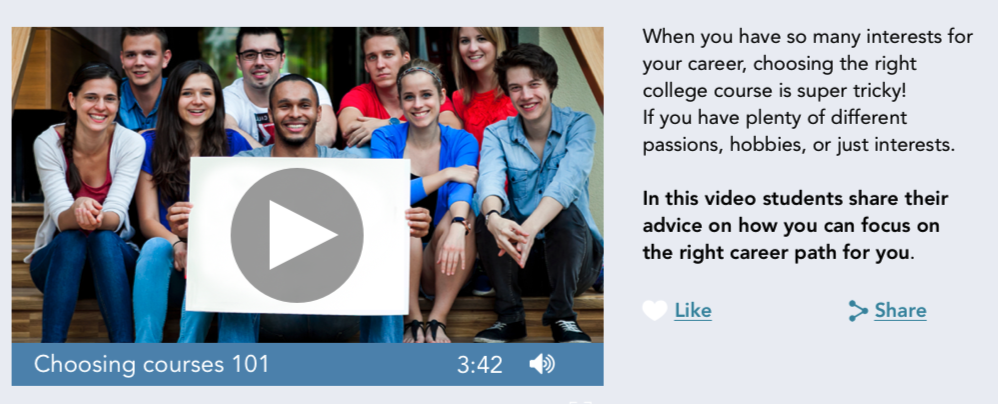 When you have so many interests for
your career, choosing the right
college course is super tricky!
If you have plenty of different
passions, hobbies, or just interests.
In this video students share their
advice on how you can focus on
the right career path for you.
Like
Share
Choosing courses 101
3:42